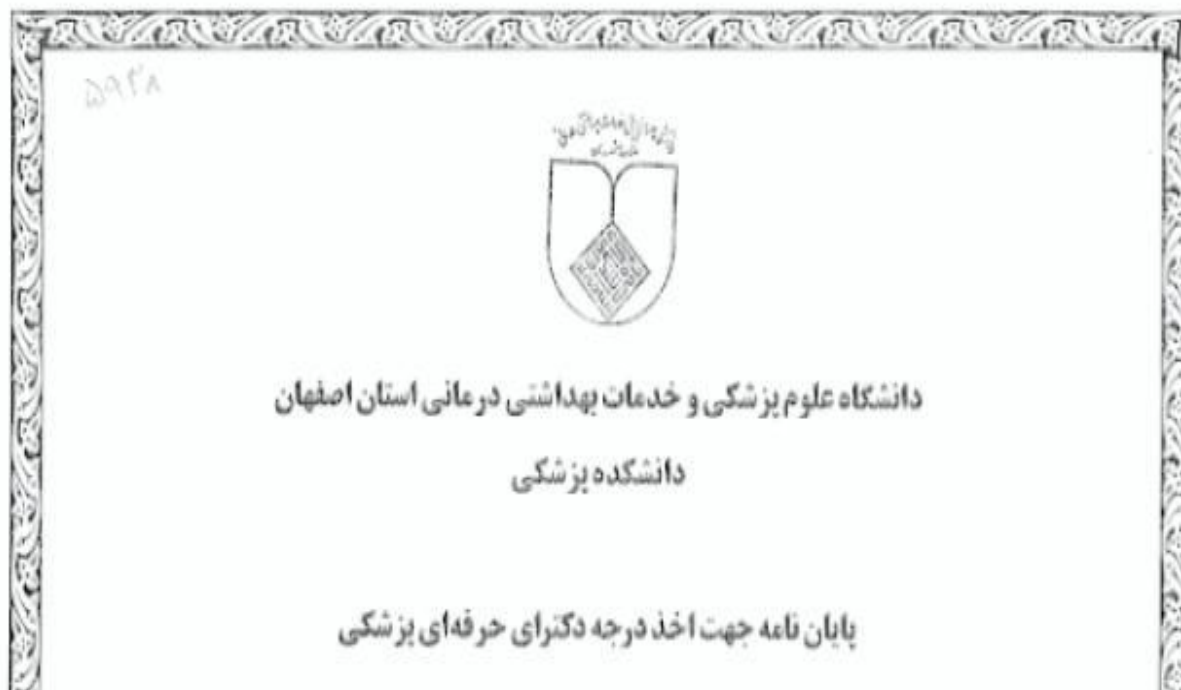 ۵۹۳۸
دانشگاه علوم پزشکی و خدمات بهداشتی درمانی استان اصفهان
دانشکده پزشکی
پایان نامه جهت اخذ درجه دکترای حرفه‌ای پزشکی